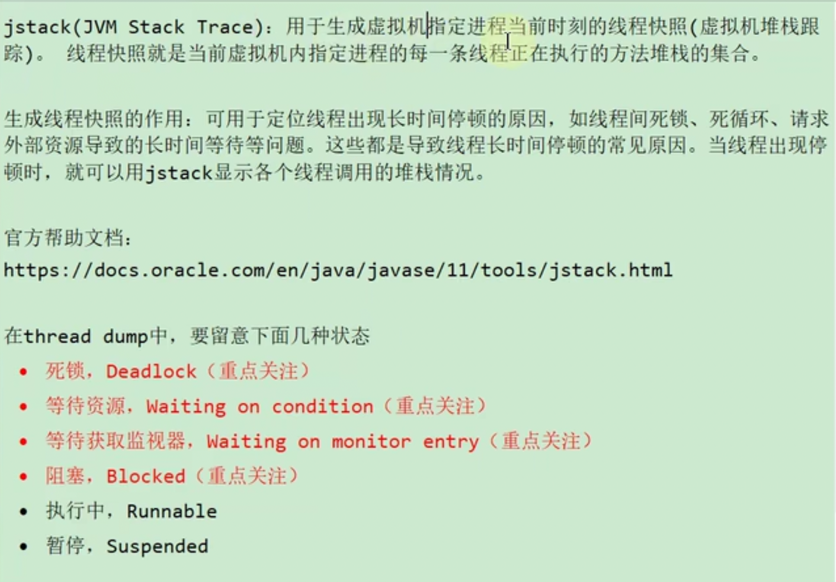 jstack(JVM Stack Trace): 用于生成虚拟机指定进程当前时刻的线程快照(虚拟机堆栈跟
踪)。 线程快照就是当前虚拟机内指定进程的每一条线程正在执行的方法堆栈的集合。
生成线程快照的作用：可用于定位线程出现长时间停顿的原因，如线程间死锁、死循环、请求
外部资源导致的长时间等待等问题。这些都是导致线程长时间停顿的常见原因。当线程出现停
顿时，就可以用jstack显示各个线程调用的堆栈情况。
官方帮助文档：
https://docs.oracle.com/en/java/javase/11/tools/jstack.html
在thread dump中，要留意下面几种状态
• 死锁，Deadlock（重点关注）
• 等待资源，Waiting on condition（重点关注）
• 等待获取监视器，Waiting on monitor entry（重点关注）
• 阻塞，Blocked（重点关注）
• 执行中，Runnable
• 暂停，Suspended